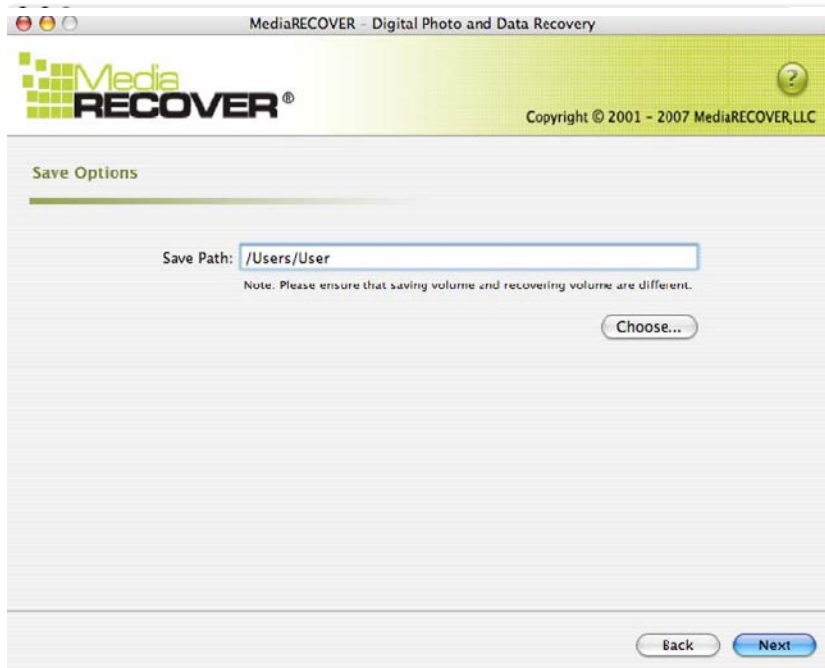 MediaRECOVER - Digital Photo and Data Recovery
Media
RECOVER®
?
Copyright © 2001 - 2007 MediaRECOVER,LLC
Save Options
Save Path: /Users/User
Note: Please ensure that saving volume and recovering volume are different.
Choose...
Back Next